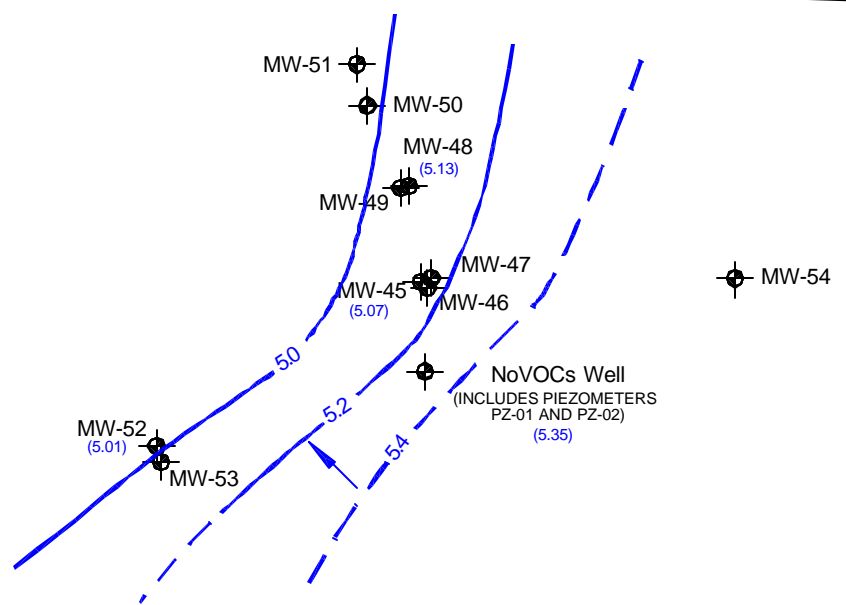 MW-51
MW-50
MW-48
(5.13)
MW-49
MW-47
MW-45
(5.07)
MW-46
MW-54
5.0
NoVOCs Well
(INCLUDES PIEZOMETERS
PZ-01 AND PZ-02)
(5.35)
5.2
5.4
MW-52
(5.01)
MW-53